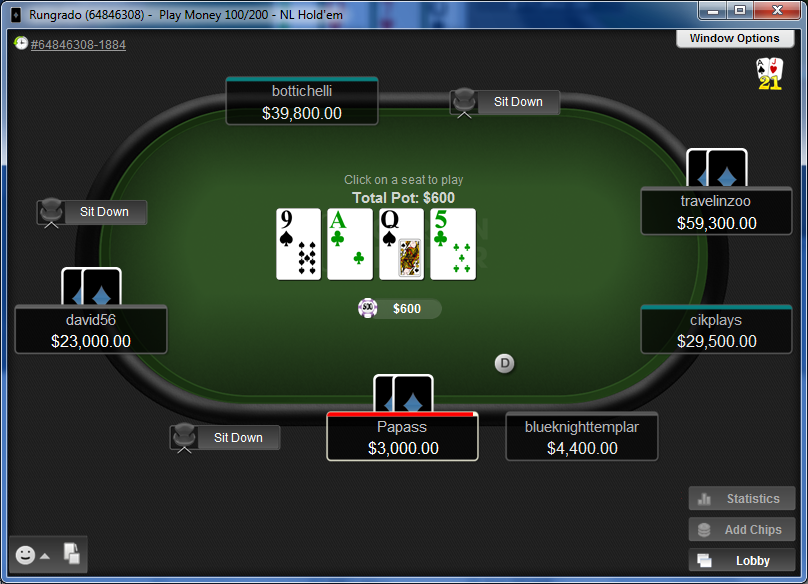 Rungrado (64846308) - Play Money 100/200 - NL Hold'em
#64846308-1884
Window Options
21
bottichelli
$39,800.00
Sit Down
Click on a seat to play
Total Pot: $600
travelinzoo
$59,300.00
Sit Down
9
A
Q
5
$600
david56
$23,000.00
cikplays
$29,500.00
D
Papass
$3,000.00
blueknighttemplar
$4,400.00
Sit Down
Statistics
Add Chips
Lobby